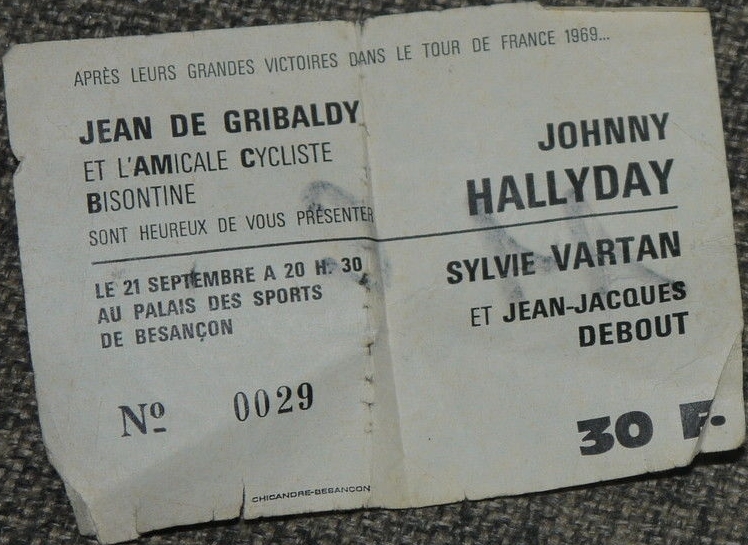 APRÈS LEURS GRANDES VICTOIRES DANS LE TOUR DE FRANCE 1969...
JEAN DE GRIBALDY
ET L'AMICALE CYCLISTE
BISONTINE
SONT HEUREUX DE VOUS PRÉSENTER
LE 21 SEPTEMBRE A 20 H. 30
AU PALAIS DES SPORTS
DE BESANÇON
Nº 0029
CHICANDRE-BESANCON
JOHNNY
HALLYDAY
SYLVIE VARTAN
ET JEAN-JACQUES
DEBOUT
30 F.